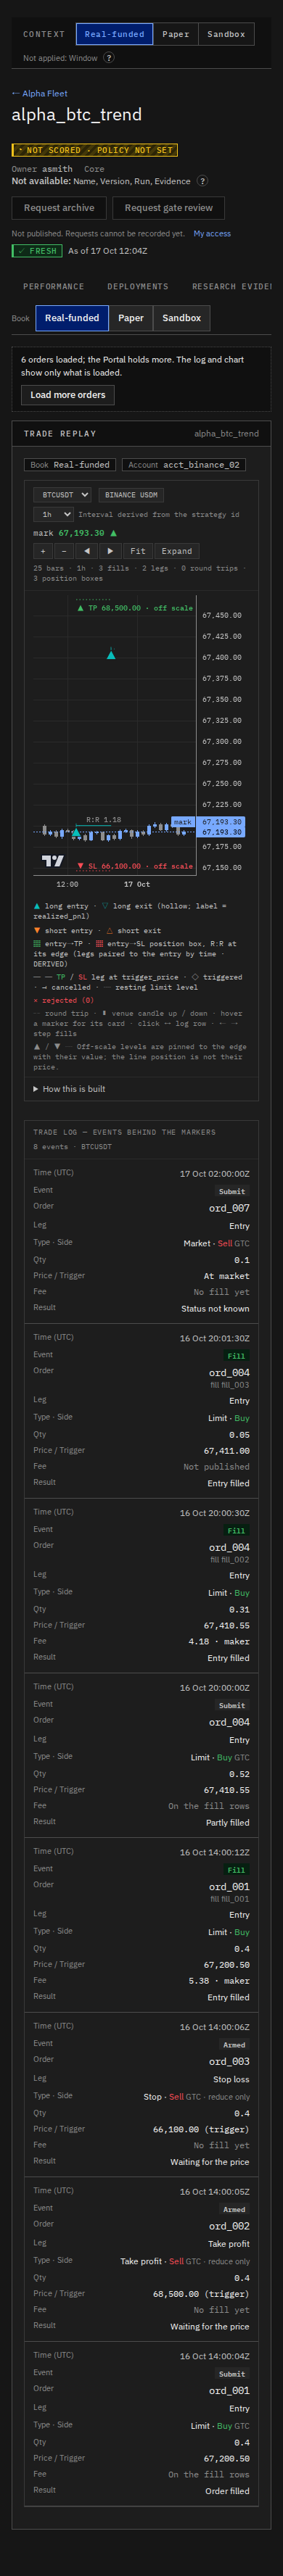 CONTEXT Real-funded Paper Sandbox
Not applied: Window ?
← Alpha Fleet
alpha_btc_trend
NOT SCORED · POLICY NOT SET
Owner asmith Core
Not available: Name, Version, Run, Evidence ?
Request archive Request gate review
Not published. Requests cannot be recorded yet. My access
✓ FRESH As of 17 Oct 12:04Z
PERFORMANCE DEPLOYMENTS RESEARCH EVIDE
Book Real-funded Paper Sandbox
6 orders loaded; the Portal holds more. The log and chart
show only what is loaded.
Load more orders
TRADE REPLAY alpha_btc_trend
Book Real-funded Account acct_binance_02
BTCUSDT BINANCE USDM
1h Interval derived from the strategy id
mark 67,193.30 ▲
+ − ◀ ▶ Fit Expand
25 bars · 1h · 3 fills · 2 legs · 0 round trips ·
3 position boxes
▲ TP 68,500.00 · off scale
67,450.00
67,425.00
67,400.00
67,375.00
67,350.00
67,325.00
67,300.00
67,275.00
67,250.00
67,225.00
R:R 1.18
mark 67,193.30
67,193.30
67,175.00
▼ SL 66,100.00 · off scale
67,150.00
12:00 17 Oct
▲ long entry · ▽ long exit (hollow; label =
realized_pnl)
▼ short entry · △ short exit
▦ entry→TP · ▦ entry→SL position box, R:R at
its edge (legs paired to the entry by time ·
DERIVED)
— — TP / SL leg at trigger_price · ◇ triggered
· → cancelled · ┈ resting limit level
× rejected (0)
┈ round trip · ▮ venue candle up / down · hover
a marker for its card · click ↔ log row · ← →
step fills
▲ / ▼ ┈ Off-scale levels are pinned to the edge
with their value; the line position is not their
price.
▶ How this is built
TRADE LOG — EVENTS BEHIND THE MARKERS
8 events · BTCUSDT
Time (UTC) 17 Oct 02:00:00Z
Event Submit
Order ord_007
Leg Entry
Type · Side Market · Sell GTC
Qty 0.1
Price / Trigger At market
Fee No fill yet
Result Status not known
Time (UTC) 16 Oct 20:01:30Z
Event Fill
Order ord_004
fill fill_003
Leg Entry
Type · Side Limit · Buy
Qty 0.05
Price / Trigger 67,411.00
Fee Not published
Result Entry filled
Time (UTC) 16 Oct 20:00:30Z
Event Fill
Order ord_004
fill fill_002
Leg Entry
Type · Side Limit · Buy
Qty 0.31
Price / Trigger 67,410.55
Fee 4.18 · maker
Result Entry filled
Time (UTC) 16 Oct 20:00:00Z
Event Submit
Order ord_004
Leg Entry
Type · Side Limit · Buy GTC
Qty 0.52
Price / Trigger 67,410.55
Fee On the fill rows
Result Partly filled
Time (UTC) 16 Oct 14:00:12Z
Event Fill
Order ord_001
fill fill_001
Leg Entry
Type · Side Limit · Buy
Qty 0.4
Price / Trigger 67,200.50
Fee 5.38 · maker
Result Entry filled
Time (UTC) 16 Oct 14:00:06Z
Event Armed
Order ord_003
Leg Stop loss
Type · Side Stop · Sell GTC · reduce only
Qty 0.4
Price / Trigger 66,100.00 (trigger)
Fee No fill yet
Result Waiting for the price
Time (UTC) 16 Oct 14:00:05Z
Event Armed
Order ord_002
Leg Take profit
Type · Side Take profit · Sell GTC · reduce only
Qty 0.4
Price / Trigger 68,500.00 (trigger)
Fee No fill yet
Result Waiting for the price
Time (UTC) 16 Oct 14:00:04Z
Event Submit
Order ord_001
Leg Entry
Type · Side Limit · Buy GTC
Qty 0.4
Price / Trigger 67,200.50
Fee On the fill rows
Result Order filled